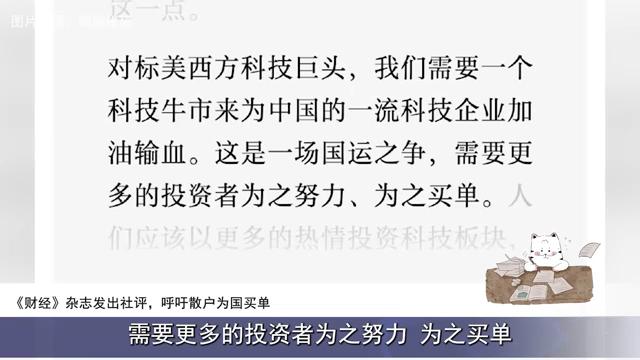 这一点。
对标美西方科技巨头，我们需要一个
科技牛市来为中国的一流科技企业加
油输血。这是一场国运之争，需要更
多的投资者为之努力、为之买单。人
们应该以更多的热情投资科技板块，
《财经》杂志发出社评，呼吁散户为国买单
需要更多的投资者为之努力 为之买单